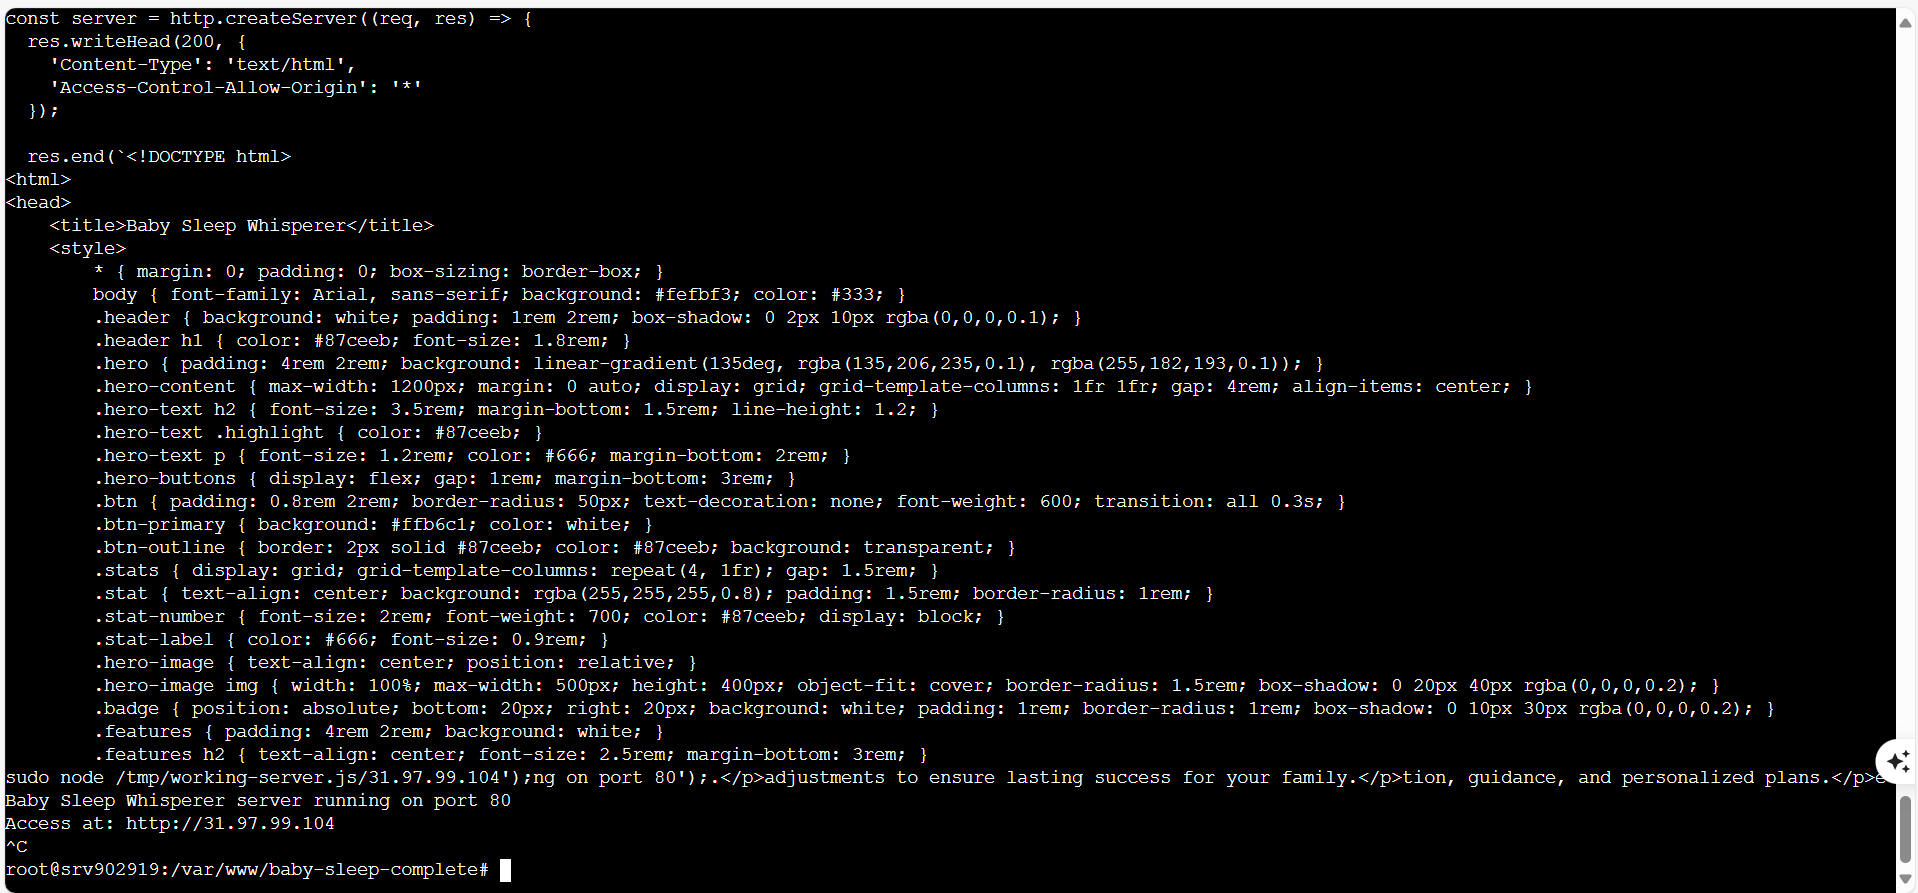 const server = http.createServer((req, res) => {
  res.writeHead(200, {
    'Content-Type': 'text/html',
    'Access-Control-Allow-Origin': '*'
  });

  res.end(`<!DOCTYPE html>
<html>
<head>
    <title>Baby Sleep Whisperer</title>
    <style>
        * { margin: 0; padding: 0; box-sizing: border-box; }
        body { font-family: Arial, sans-serif; background: #fefbf3; color: #333; }
        .header { background: white; padding: 1rem 2rem; box-shadow: 0 2px 10px rgba(0,0,0,0.1); }
        .header h1 { color: #87ceeb; font-size: 1.8rem; }
        .hero { padding: 4rem 2rem; background: linear-gradient(135deg, rgba(135,206,235,0.1), rgba(255,182,193,0.1)); }
        .hero-content { max-width: 1200px; margin: 0 auto; display: grid; grid-template-columns: 1fr 1fr; gap: 4rem; align-items: center; }
        .hero-text h2 { font-size: 3.5rem; margin-bottom: 1.5rem; line-height: 1.2; }
        .hero-text .highlight { color: #87ceeb; }
        .hero-text p { font-size: 1.2rem; color: #666; margin-bottom: 2rem; }
        .hero-buttons { display: flex; gap: 1rem; margin-bottom: 3rem; }
        .btn { padding: 0.8rem 2rem; border-radius: 50px; text-decoration: none; font-weight: 600; transition: all 0.3s; }
        .btn-primary { background: #ffb6c1; color: white; }
        .btn-outline { border: 2px solid #87ceeb; color: #87ceeb; background: transparent; }
        .stats { display: grid; grid-template-columns: repeat(4, 1fr); gap: 1.5rem; }
        .stat { text-align: center; background: rgba(255,255,255,0.8); padding: 1.5rem; border-radius: 1rem; }
        .stat-number { font-size: 2rem; font-weight: 700; color: #87ceeb; display: block; }
        .stat-label { color: #666; font-size: 0.9rem; }
        .hero-image { text-align: center; position: relative; }
        .hero-image img { width: 100%; max-width: 500px; height: 400px; object-fit: cover; border-radius: 1.5rem; box-shadow: 0 20px 40px rgba(0,0,0,0.2); }
        .badge { position: absolute; bottom: 20px; right: 20px; background: white; padding: 1rem; border-radius: 1rem; box-shadow: 0 10px 30px rgba(0,0,0,0.2); }
        .features { padding: 4rem 2rem; background: white; }
        .features h2 { text-align: center; font-size: 2.5rem; margin-bottom: 3rem; }
sudo node /tmp/working-server.js/31.97.99.104');ng on port 80');.</p>adjustments to ensure lasting success for your family.</p>tion, guidance, and personalized plans.</p>
Baby Sleep Whisperer server running on port 80
Access at: http://31.97.99.104
^C
root@srv902919:/var/www/baby-sleep-complete#